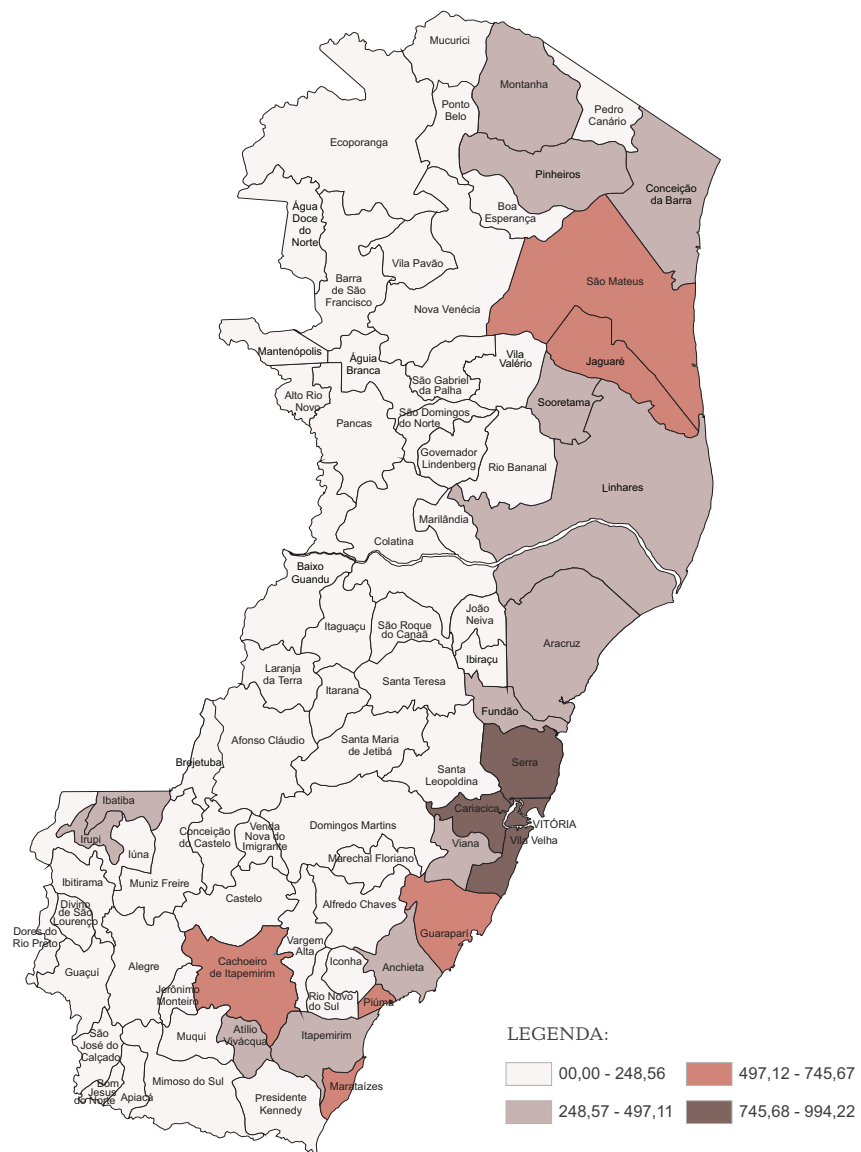 Mucurici
Montanha
Ponto
Belo
Pedro
Canário
Ecoporanga
Pinheiros
Conceição
da Barra
Água
Doce
do
Norte
Boa
Esperança
Vila Pavão
Barra
de São
Francisco
São Mateus
Nova Venécia
Mantenópolis
Águia
Branca
Vila
Valério
Jaguaré
São Gabriel
da Palha
Alto Rio
Novo
Sooretama
Pancas
São Domingos
do Norte
Governador
Lindenberg
Rio Bananal
Linhares
Marilândia
Colatina
Baixo
Guandu
João
Neiva
Itaguaçu
São Roque
do Canaã
Aracruz
Ibiraçu
Laranja
da Terra
Itarana
Santa Teresa
Fundão
Afonso Cláudio
Santa Maria
de Jetibá
Brejetuba
Serra
Santa
Leopoldina
Ibatiba
Cariacica
VITÓRIA
Vila Velha
Irupi
Iúna
Conceição
do Castelo
Venda
Nova do
Imigrante
Domingos Martins
Viana
Marechal Floriano
Ibitirama
Muniz Freire
Castelo
Alfredo Chaves
Divino
de São
Lourenço
Guarapari
Dores do
Rio Preto
Vargem
Alta
Guaçuí
Alegre
Cachoeiro
de Itapemirim
Iconha
Anchieta
Jerônimo
Monteiro
Rio Novo
do Sul
Piúma
São
José do
Calçado
Muqui
Atílio
Vivácqua
Itapemirim
Bom
Jesus
do Norte
Apiacá
Mimoso do Sul
Presidente
Kennedy
Marataízes
LEGENDA:
00,00 - 248,56
497,12 - 745,67
248,57 - 497,11
745,68 - 994,22